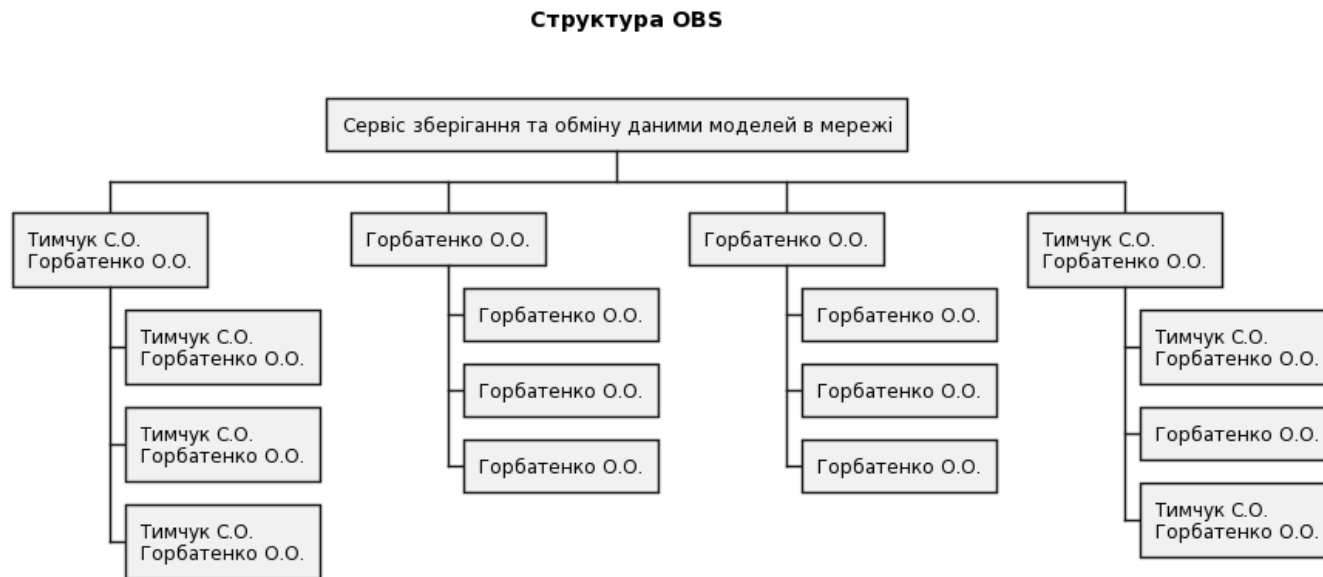 Структура OBS
Сервіс зберігання та обміну даними моделей в мережі
Тимчук С.О.
Горбатенко О.О.
Тимчук С.О.
Горбатенко О.О.
Тимчук С.О.
Горбатенко О.О.
Тимчук С.О.
Горбатенко О.О.
Горбатенко О.О.
Горбатенко О.О.
Горбатенко О.О.
Горбатенко О.О.
Горбатенко О.О.
Горбатенко О.О.
Горбатенко О.О.
Горбатенко О.О.
Тимчук С.О.
Горбатенко О.О.
Тимчук С.О.
Горбатенко О.О.
Горбатенко О.О.
Тимчук С.О.
Горбатенко О.О.